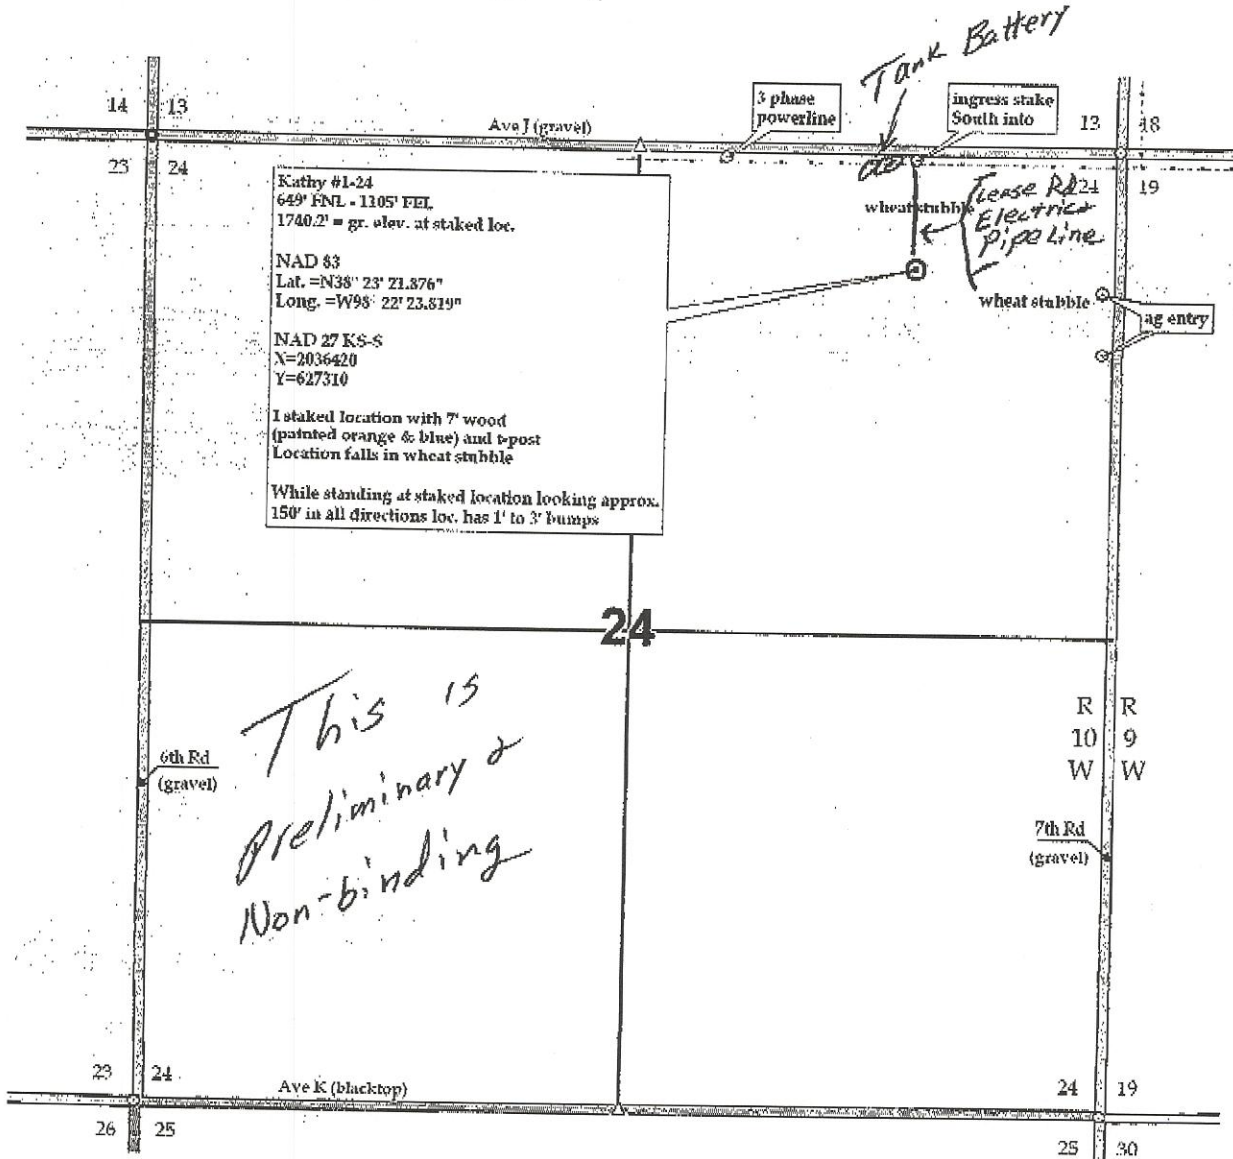 Tank Battery
14 13
3 phase
powerline
ingress stake
South into
13 18
Ave J (gravel)
23 24
24 19
Kathy #1-24
649' FNL - 1105' FEL
1740.2' = gr. elev. at staked loc.
NAD 83
Lat. =N38° 23' 21.876"
Long. =W98° 22' 23.819"
NAD 27 KS-S
X=2036420
Y=627310
I staked location with 7' wood
(painted orange & blue) and t-post
Location falls in wheat stubble
While standing at staked location looking approx.
150' in all directions loc. has 1' to 3' bumps
wheat stubble
Lease Rd
Electric &
Pipeline
wheat stubble
ag entry
24
This is
Preliminary &
Non-binding
R R
10 9
W W
6th Rd
(gravel)
7th Rd
(gravel)
23 24
Ave K (blacktop)
24 19
26 25
25 30